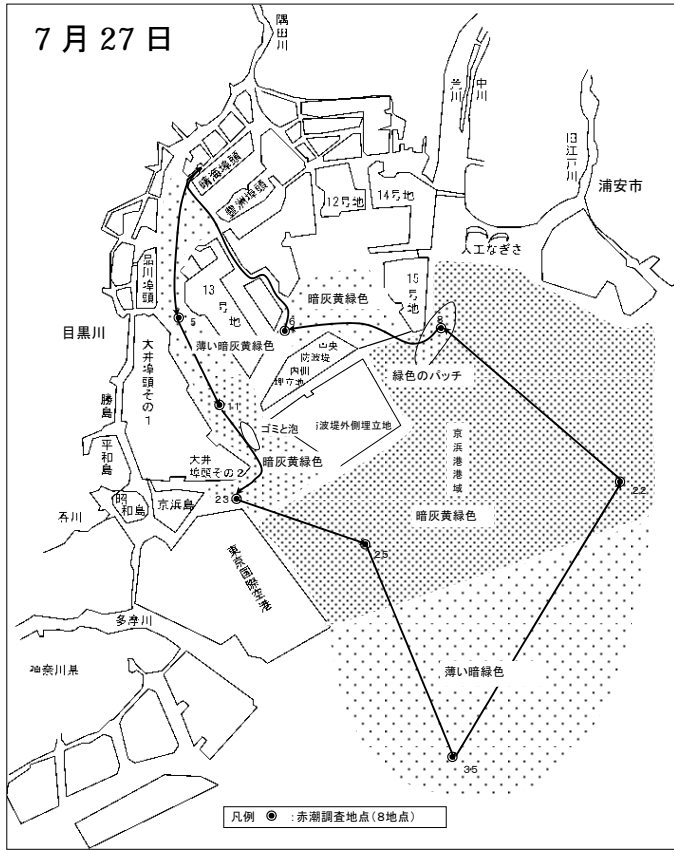 7月27日
隅田川
荒川
中川
旧江戸川
浦安市
晴海埠頭
豊洲埠頭
12号地
14号地
人工なぎさ
品川埠頭
13号地
暗灰黄緑色
15号地
5
6
8
目黒川
薄い暗灰黄緑色
中央防波堤内側埋立地
緑色のパッチ
大井埠頭その1
勝島
11
ゴミと泡
防波堤外側埋立地
京浜港港域
平和島
大井埠頭その2
暗灰黄緑色
22
昭和島
京浜島
23
暗灰黄緑色
呑川
25
東京国際空港
多摩川
神奈川県
薄い暗緑色
35
凡例 ◉ :赤潮調査地点(8地点)